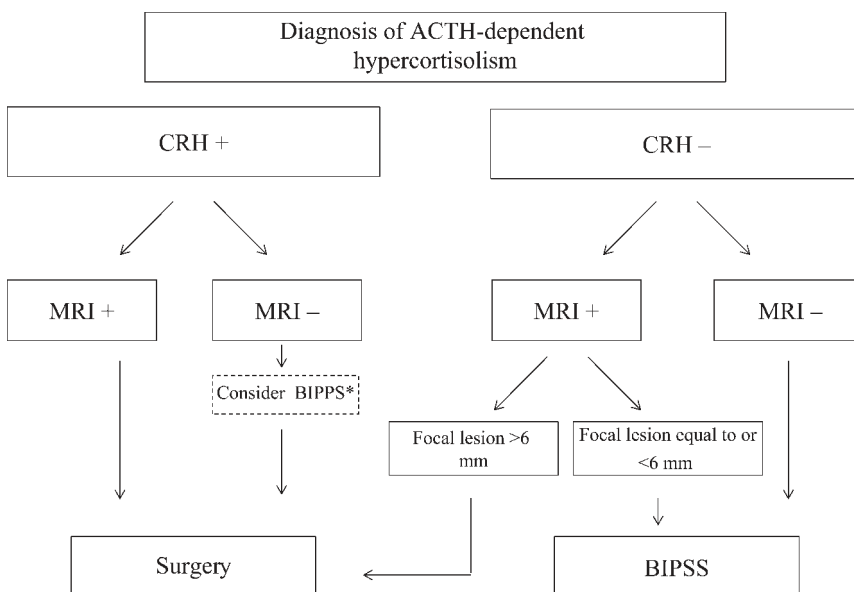 Diagnosis of ACTH-dependent
hypercortisolism
CRH +
CRH –
MRI +
MRI –
MRI +
MRI –
Consider BIPPS*
Focal lesion >6
mm
Focal lesion equal to or
<6 mm
Surgery
BIPSS